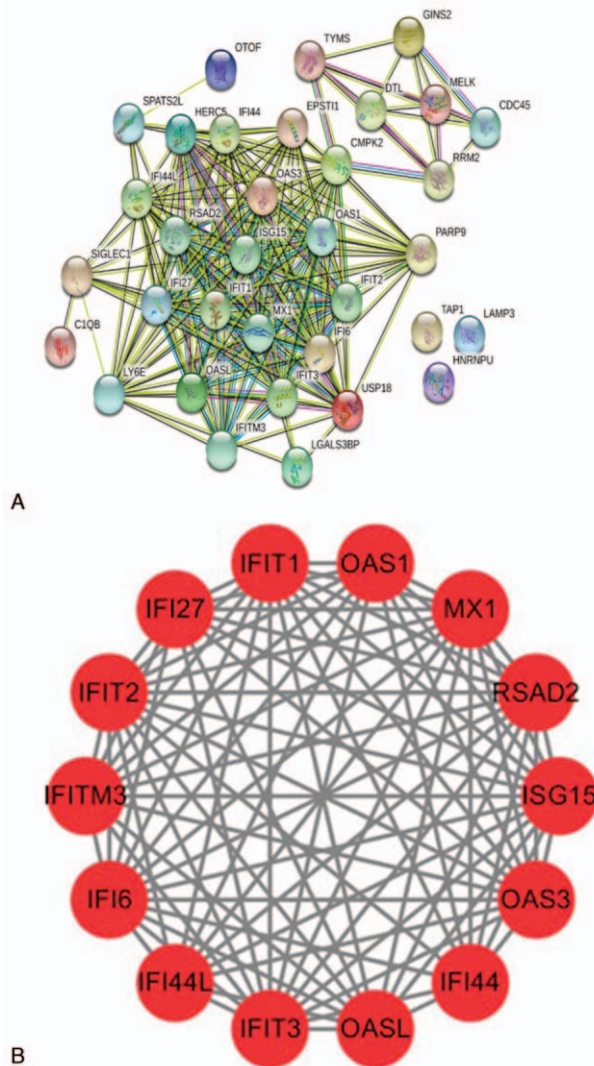 GINS2
TYMS
OTOF
DTL
MELK
SPATS2L
HERC5
IFI44
EPSTI1
CDC45
CMPK2
RRM2
OAS3
IFI44L
RSAD2
OAS1
ISG15
PARP9
SIGLEC1
IFI27
IFIT1
IFIT2
MX1
TAP1
LAMP3
C1QB
IFI6
HNRNPU
LY6E
OASL
IFIT3
USP18
IFITM3
LGALS3BP
A
IFIT1
OAS1
IFI27
MX1
IFIT2
RSAD2
IFITM3
ISG15
IFI6
OAS3
IFI44L
IFI44
IFIT3
OASL
B